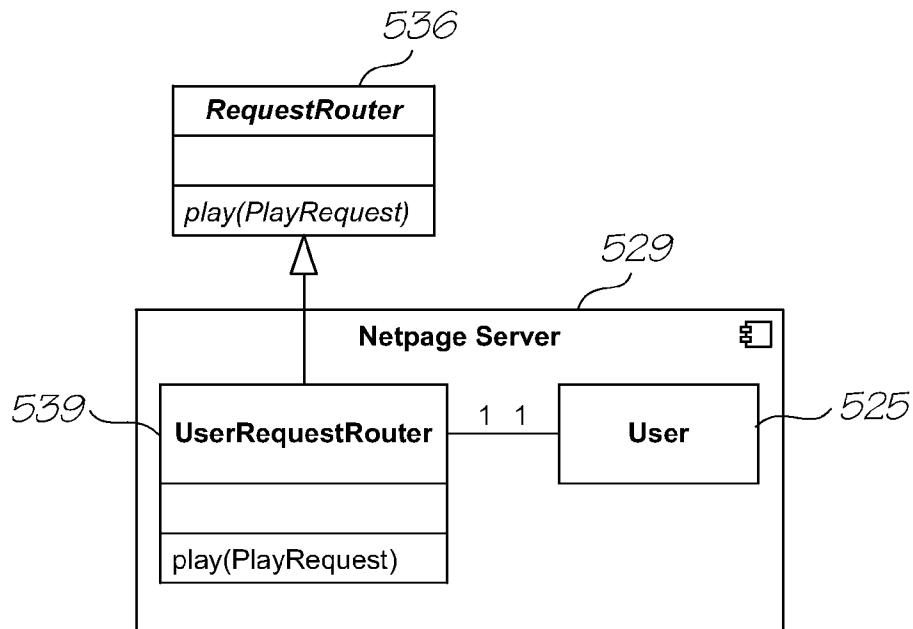 536
RequestRouter
play(PlayRequest)
529
Netpage Server
539
UserRequestRouter
1 1
User
525
play(PlayRequest)